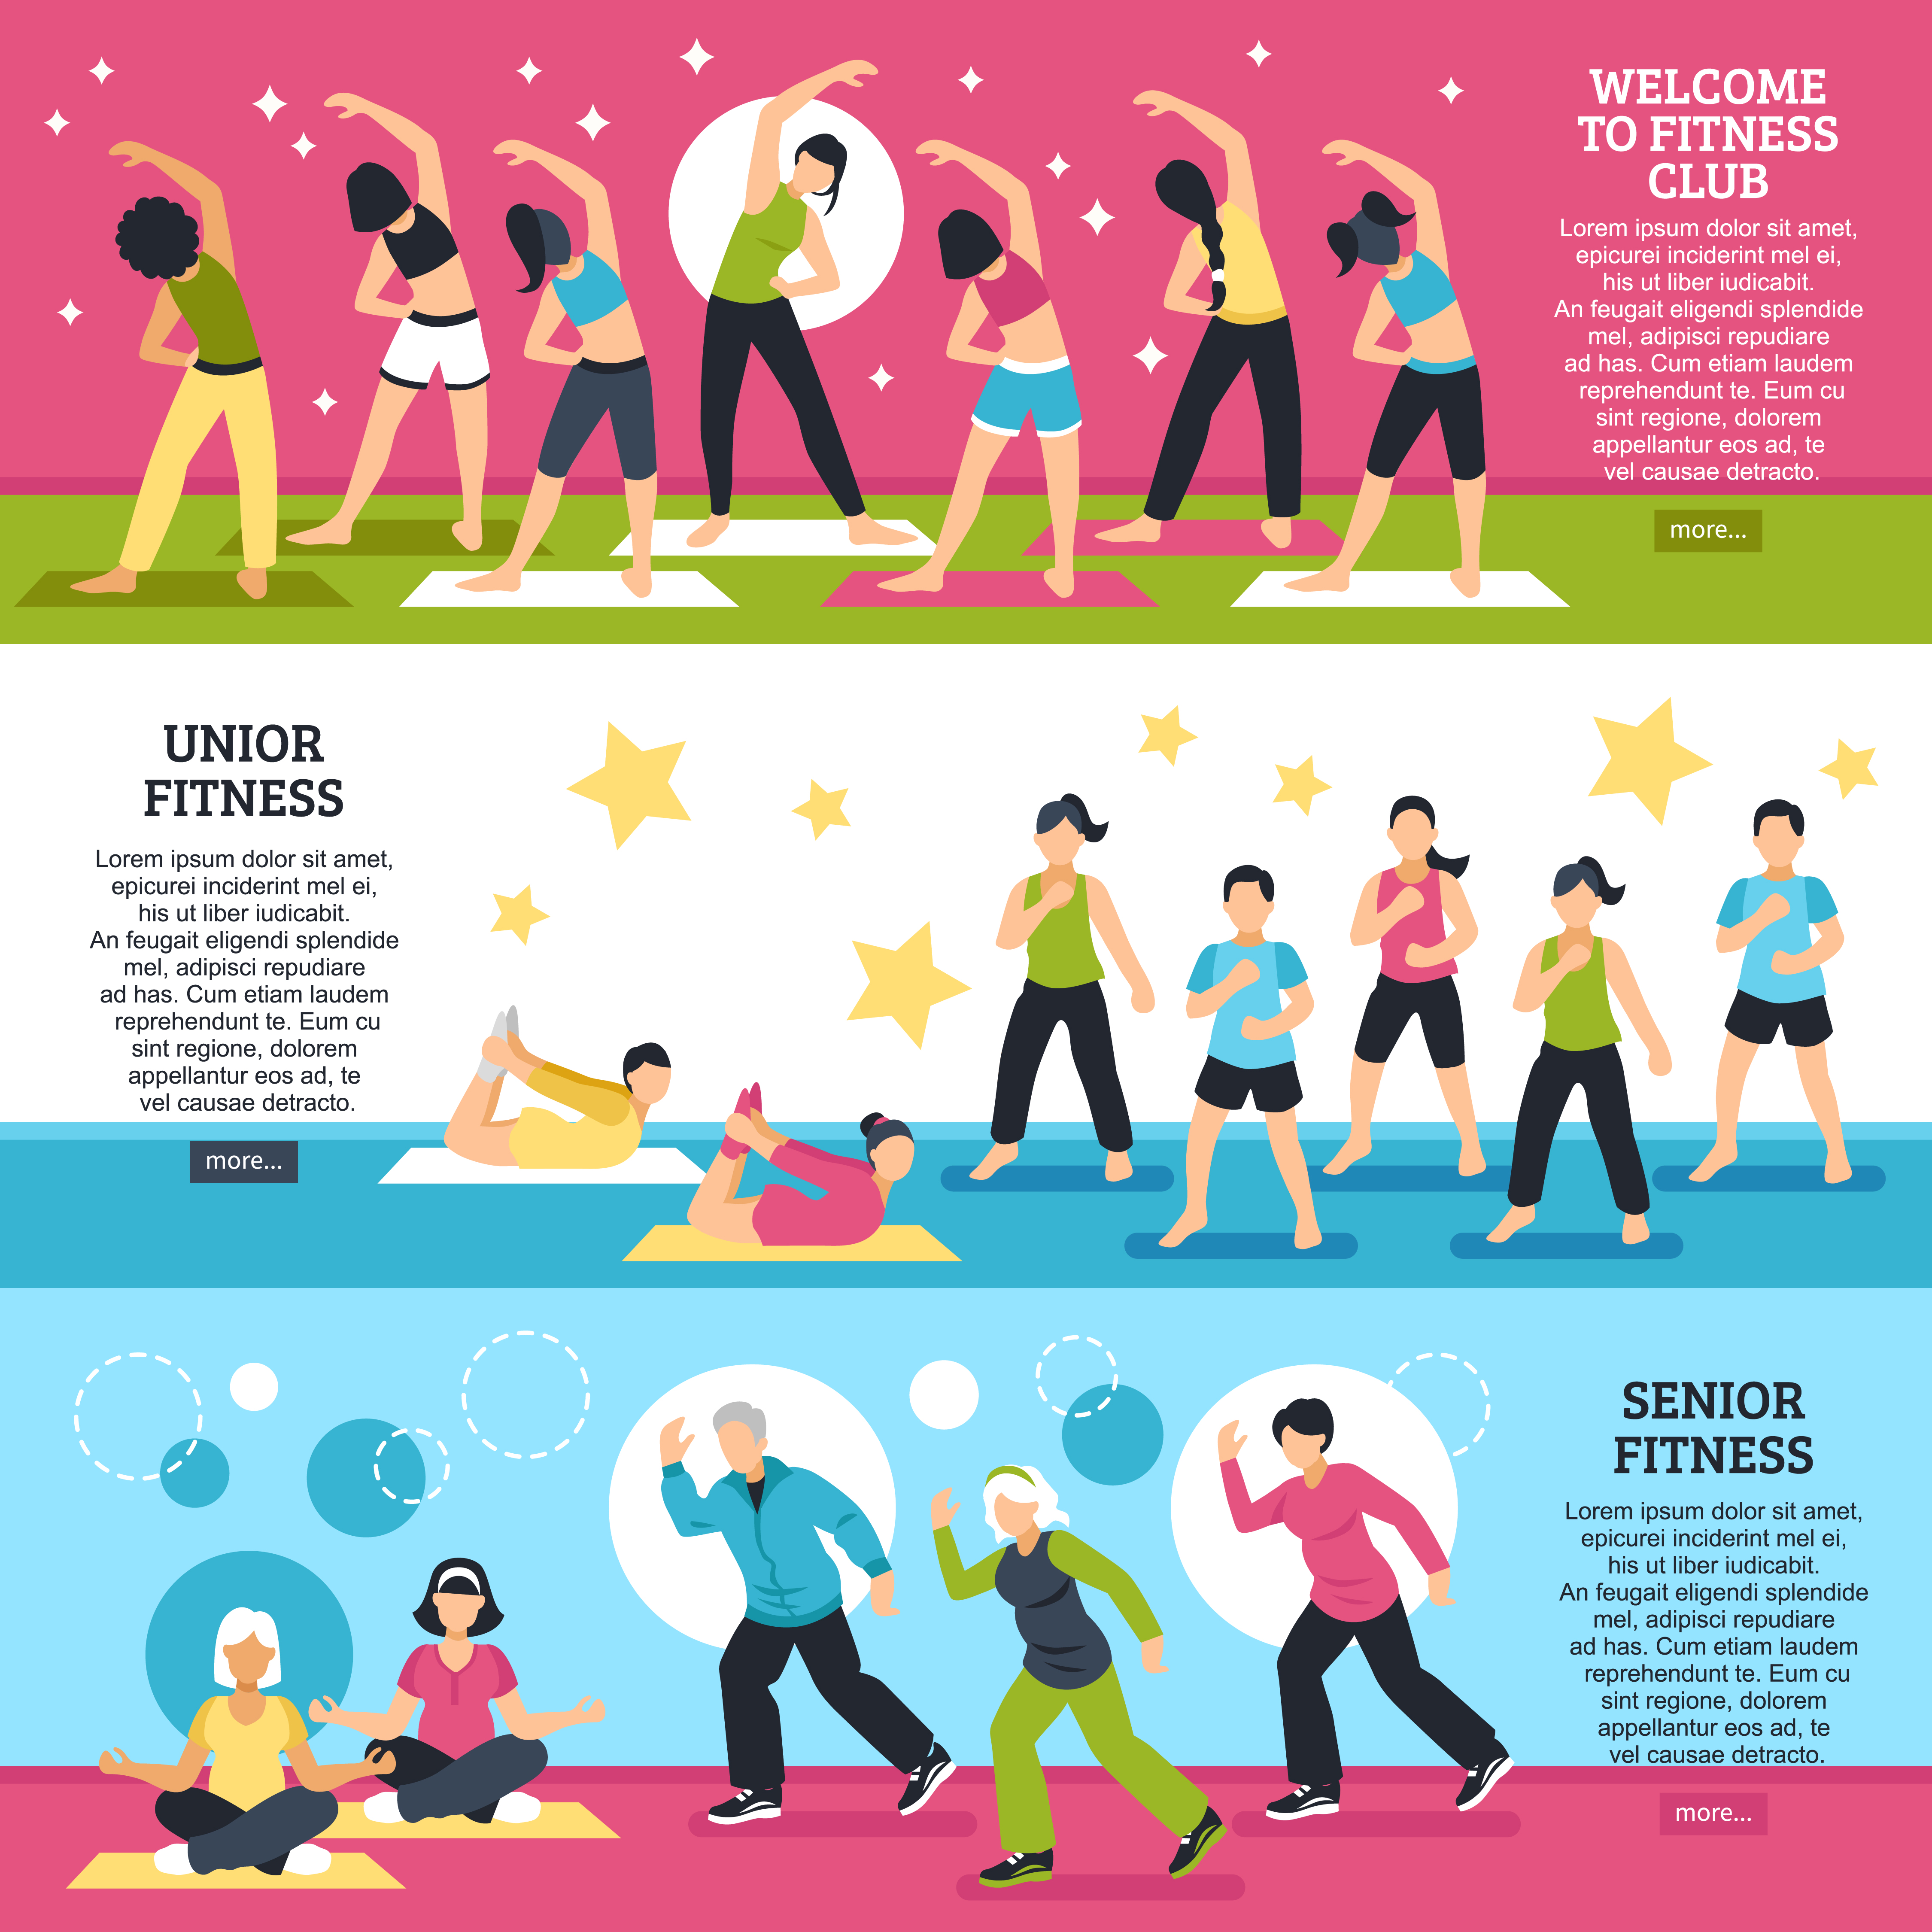 WELCOME
TO FITNESS
CLUB
Lorem ipsum dolor sit amet,
epicurei inciderint mel ei,
his ut liber iudicabit.
An feugait eligendi splendide
mel, adipisci repudiare
ad has. Cum etiam laudem
reprehendunt te. Eum cu
sint regione, dolorem
appellantur eos ad, te
vel causae detracto.
more...
UNIOR
FITNESS
Lorem ipsum dolor sit amet,
epicurei inciderint mel ei,
his ut liber iudicabit.
An feugait eligendi splendide
mel, adipisci repudiare
ad has. Cum etiam laudem
reprehendunt te. Eum cu
sint regione, dolorem
appellantur eos ad, te
vel causae detracto.
more...
SENIOR
FITNESS
Lorem ipsum dolor sit amet,
epicurei inciderint mel ei,
his ut liber iudicabit.
An feugait eligendi splendide
mel, adipisci repudiare
ad has. Cum etiam laudem
reprehendunt te. Eum cu
sint regione, dolorem
appellantur eos ad, te
vel causae detracto.
more...